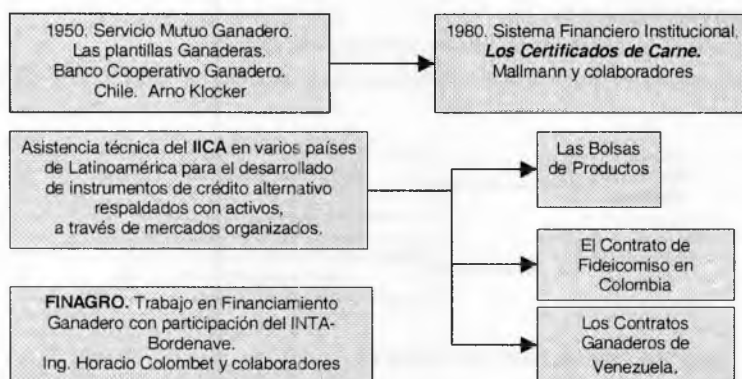 1950. Servicio Mutuo Ganadero.
Las plantillas Ganaderas.
Banco Cooperativo Ganadero.
Chile. Arno Klocker
1980. Sistema Financiero Institucional.
Los Certificados de Carne.
Mallmann y colaboradores
Asistencia técnica del IICA en varios países
de Latinoamérica para el desarrollado
de instrumentos de crédito alternativo
respaldados con activos,
a través de mercados organizados.
Las Bolsas
de Productos
El Contrato de
Fideicomiso en
Colombia
FINAGRO. Trabajo en Financiamiento
Ganadero con participación del INTA-
Bordenave.
Ing. Horacio Colombet y colaboradores
Los Contratos
Ganaderos de
Venezuela.